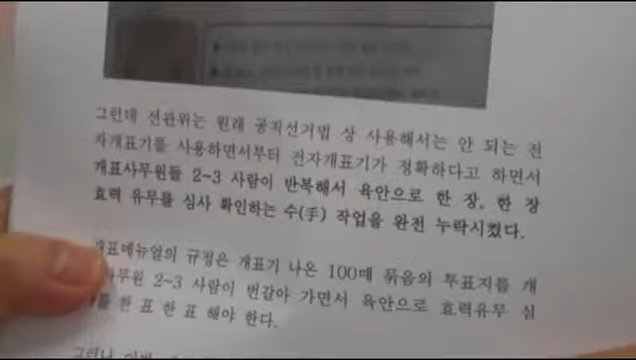 그런데 선관위는 원래 공직선거법 상 사용해서는 안 되는 전
자개표기를 사용하면서부터 전자개표기가 정확하다고 하면서
개표사무원들 2~3 사람이 반복해서 육안으로 한 장, 한 장
효력 유무를 심사 확인하는 수(手) 작업을 완전 누락시켰다.
개표매뉴얼의 규정은 개표기 나온 100매 묶음의 투표지를 개
사무원 2~3 사람이 번갈아 가면서 육안으로 효력유무 심
를 한 표 한 표 해야 한다.
그러나